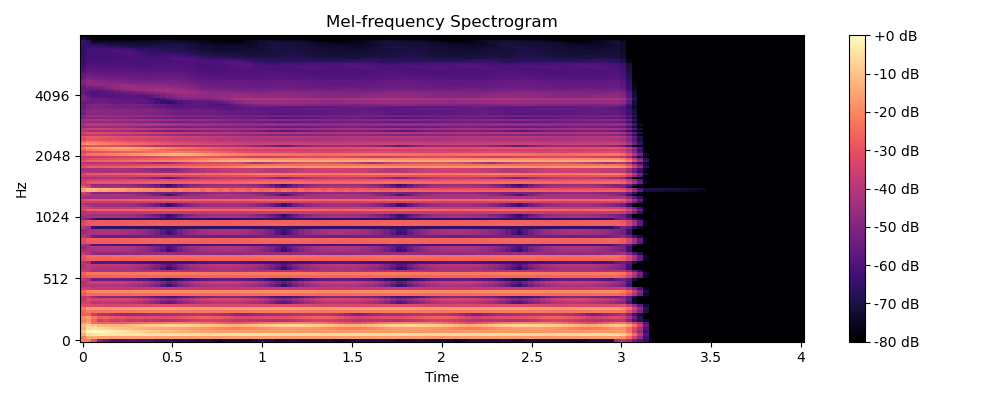 Mel-frequency Spectrogram
+0 dB
-10 dB
-20 dB
-30 dB
-40 dB
-50 dB
-60 dB
-70 dB
-80 dB
Hz
4096
2048
1024
512
0
0 0.5 1 1.5 2 2.5 3 3.5 4
Time